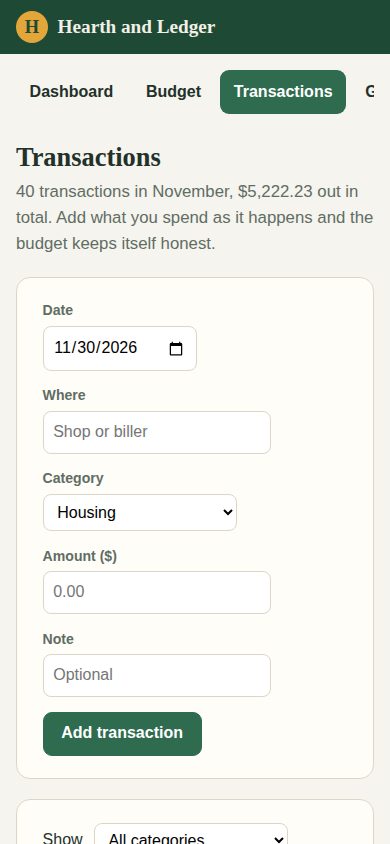 H Hearth and Ledger
Dashboard Budget Transactions G
Transactions
40 transactions in November, $5,222.23 out in
total. Add what you spend as it happens and the
budget keeps itself honest.
Date
11/30/2026
Where
Shop or biller
Category
Housing
Amount ($)
0.00
Note
Optional
Add transaction
Show All categories